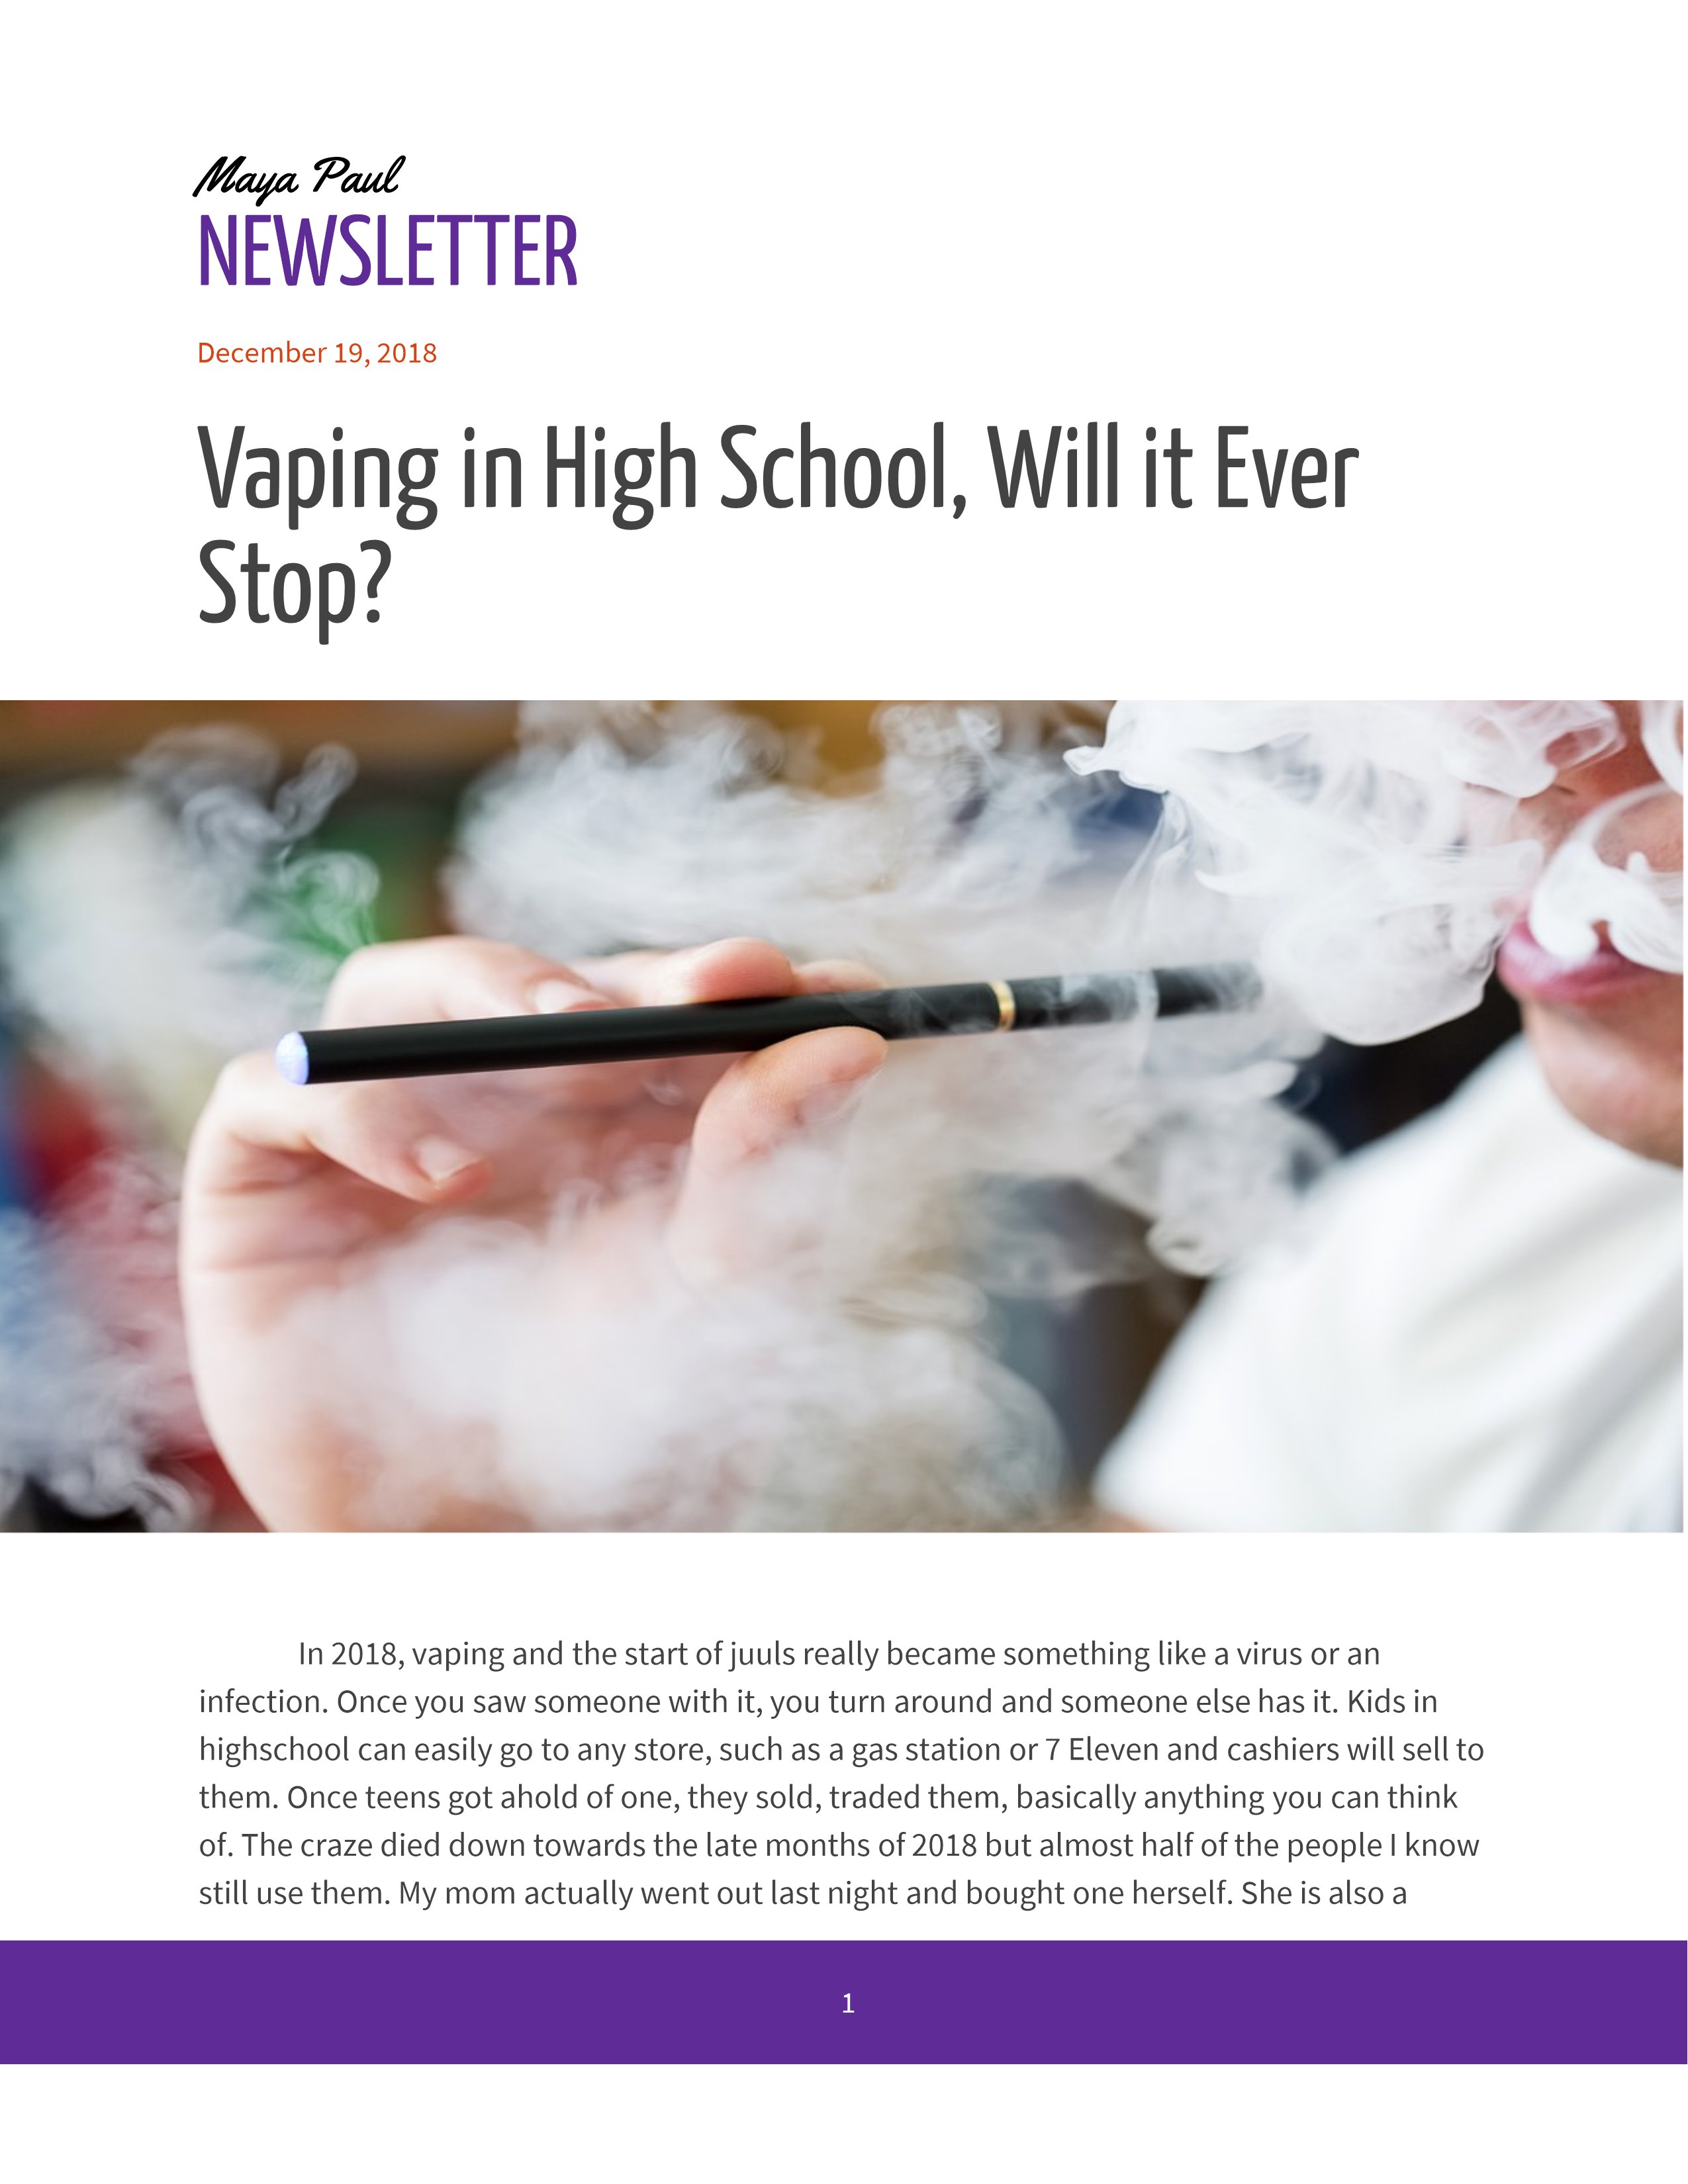 Maya Paul
NEWSLETTER
December 19, 2018
Vaping in High School, Will it Ever
Stop?
In 2018, vaping and the start of juuls really became something like a virus or an
infection. Once you saw someone with it, you turn around and someone else has it. Kids in
highschool can easily go to any store, such as a gas station or 7 Eleven and cashiers will sell to
them. Once teens got ahold of one, they sold, traded them, basically anything you can think
of. The craze died down towards the late months of 2018 but almost half of the people I know
still use them. My mom actually went out last night and bought one herself. She is also a
1